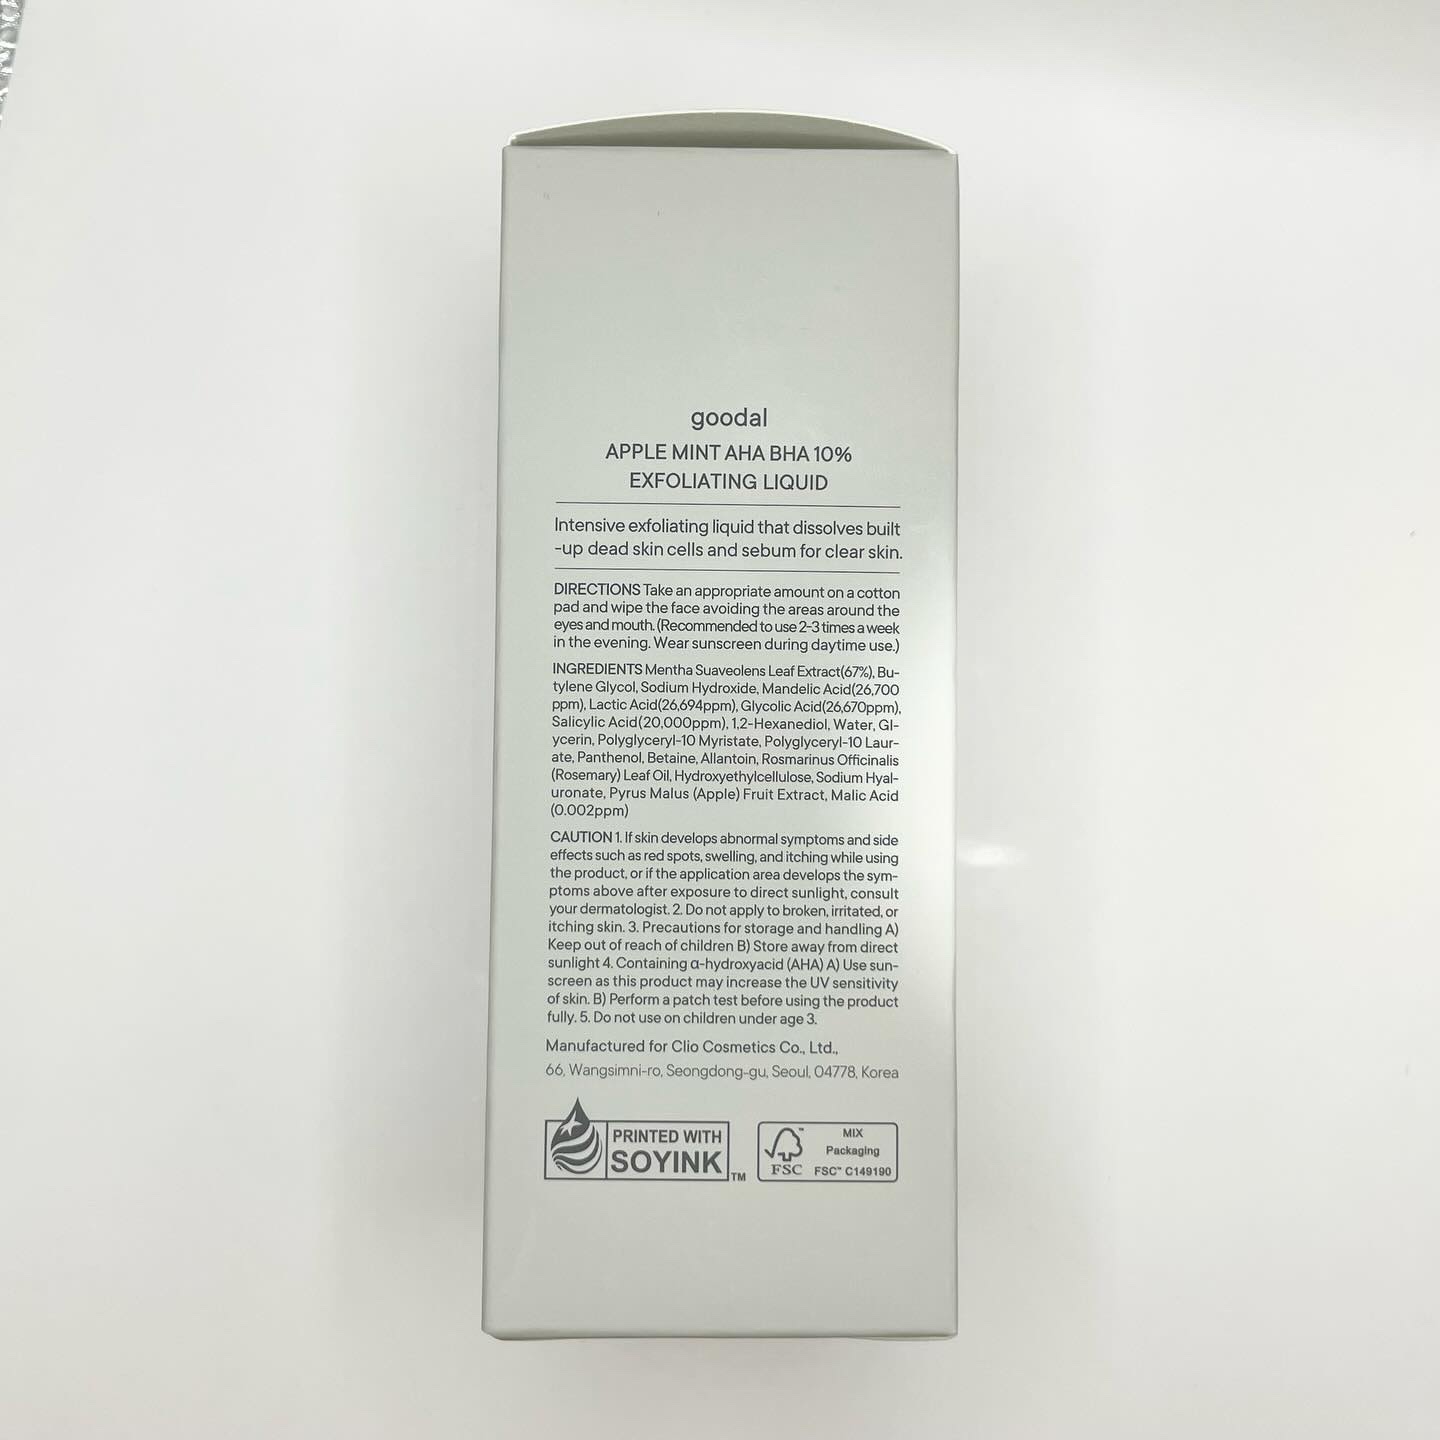 goodal
APPLE MINT AHA BHA 10%
EXFOLIATING LIQUID
Intensive exfoliating liquid that dissolves built
-up dead skin cells and sebum for clear skin.
DIRECTIONS Take an appropriate amount on a cotton
pad and wipe the face avoiding the areas around the
eyes and mouth. (Recommended to use 2-3 times a week
in the evening. Wear sunscreen during daytime use.)
INGREDIENTS Mentha Suaveolens Leaf Extract(67%), Bu-
tylene Glycol, Sodium Hydroxide, Mandelic Acid(26,700
ppm), Lactic Acid(26,694ppm), Glycolic Acid(26,670ppm),
Salicylic Acid(20,000ppm), 1,2-Hexanediol, Water, Gl-
ycerin, Polyglyceryl-10 Myristate, Polyglyceryl-10 Laur-
ate, Panthenol, Betaine, Allantoin, Rosmarinus Officinalis
(Rosemary) Leaf Oil, Hydroxyethylcellulose, Sodium Hyal-
uronate, Pyrus Malus (Apple) Fruit Extract, Malic Acid
(0.002ppm)
CAUTION 1. If skin develops abnormal symptoms and side
effects such as red spots, swelling, and itching while using
the product, or if the application area develops the sym-
ptoms above after exposure to direct sunlight, consult
your dermatologist. 2. Do not apply to broken, irritated, or
itching skin. 3. Precautions for storage and handling A)
Keep out of reach of children B) Store away from direct
sunlight 4. Containing α-hydroxyacid (AHA) A) Use sun-
screen as this product may increase the UV sensitivity
of skin. B) Perform a patch test before using the product
fully. 5. Do not use on children under age 3.
Manufactured for Clio Cosmetics Co., Ltd.,
66, Wangsimni-ro, Seongdong-gu, Seoul, 04778, Korea
PRINTED WITH
SOYINK TM
FSC
MIX
Packaging
FSC™ C149190